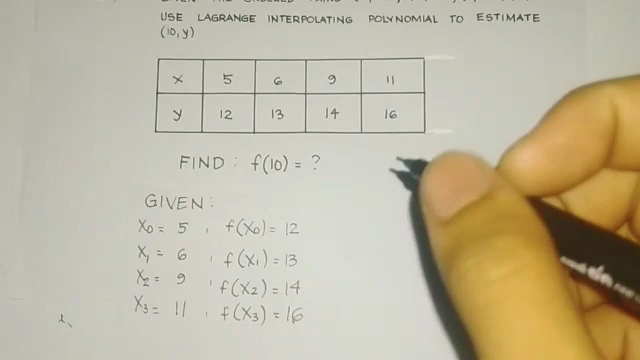 USE LAGRANGE INTERPOLATING POLYNOMIAL TO ESTIMATE
(10,y)
x 5 6 9 11
y 12 13 14 16
FIND: f(10) = ?
GIVEN:
X₀ = 5 , f(X₀) = 12
X₁ = 6 , f(X₁) = 13
X₂ = 9 , f(X₂) = 14
X₃ = 11 , f(X₃) = 16